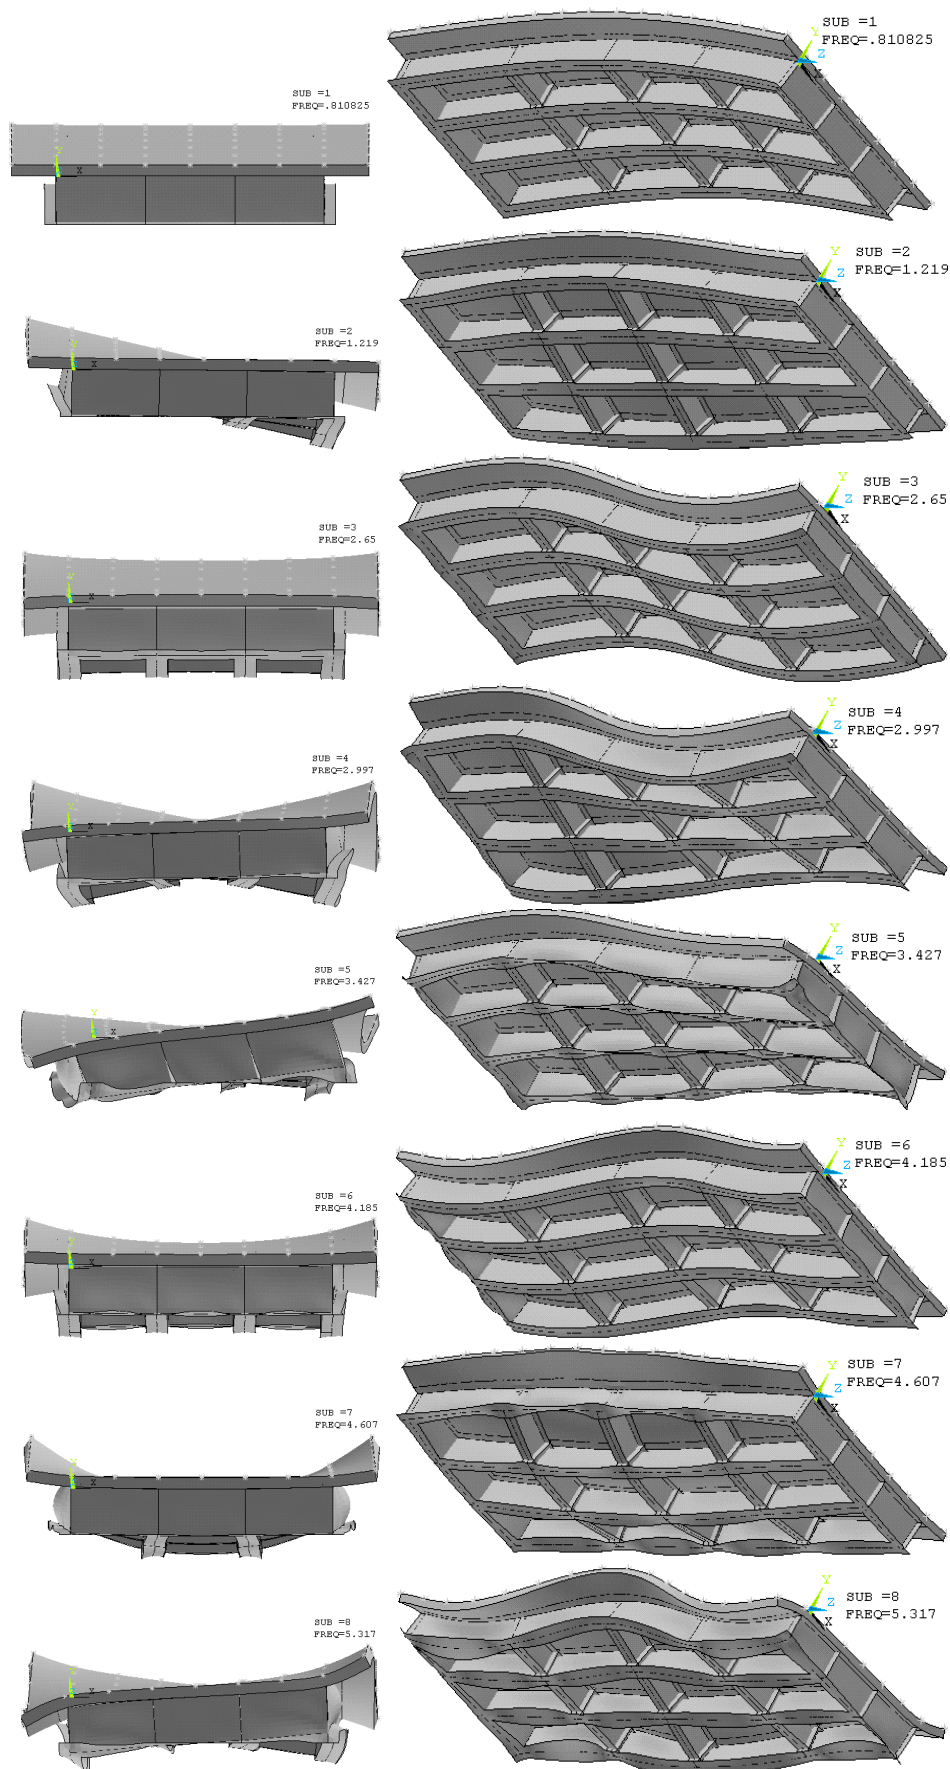 SUB =1
FREQ=.810825
Y
Z
X
SUB =1
FREQ=.810825
Y
X
SUB =2
FREQ=1.219
Y
Z
X
SUB =2
FREQ=1.219
Y
X
SUB =3
FREQ=2.65
Y
Z
X
SUB =3
FREQ=2.65
Y
X
SUB =4
FREQ=2.997
Y
Z
X
SUB =4
FREQ=2.997
Y
X
SUB =5
FREQ=3.427
Y
Z
X
SUB =5
FREQ=3.427
Y
X
SUB =6
FREQ=4.185
Y
Z
X
SUB =6
FREQ=4.185
Y
X
SUB =7
FREQ=4.607
Y
Z
X
SUB =7
FREQ=4.607
Y
X
SUB =8
FREQ=5.317
Y
Z
X
SUB =8
FREQ=5.317
Y
X